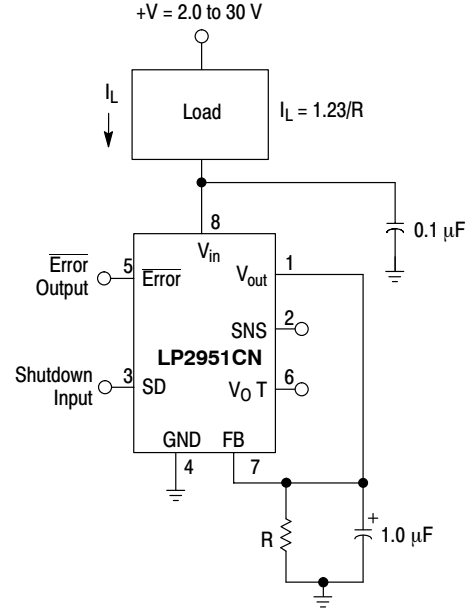 +V = 2.0 to 30 V
I_L
Load
I_L = 1.23/R
8
V_in
0.1 µF
Error
Output
5
Error
V_out
1
SNS
2
LP2951CN
Shutdown
Input
3
SD
V_O T
6
GND
FB
4
7
R
+
1.0 µF